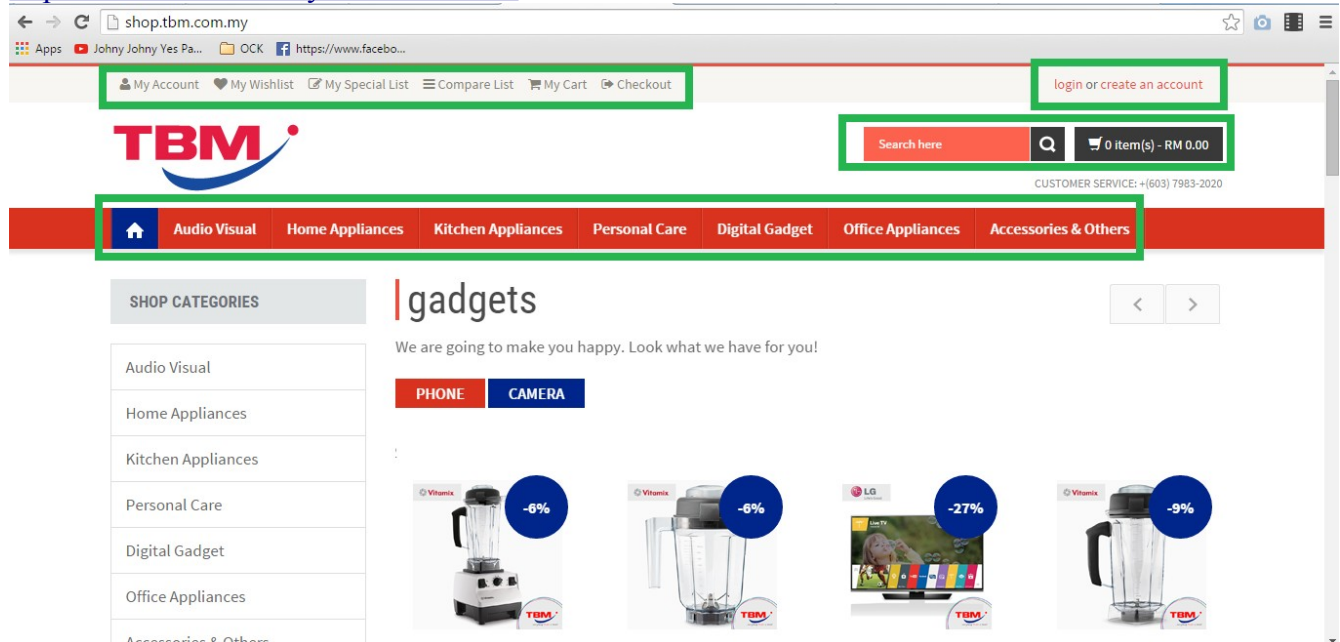 shop.tbm.com.my
Apps Johny Johny Yes Pa... OCK https://www.facebo...
My Account My Wishlist My Special List Compare List My Cart Checkout
login or create an account
TBM
Search here
0 item(s) - RM 0.00
CUSTOMER SERVICE: +(603) 7983-2020
Audio Visual Home Appliances Kitchen Appliances Personal Care Digital Gadget Office Appliances Accessories & Others
SHOP CATEGORIES
Audio Visual
Home Appliances
Kitchen Appliances
Personal Care
Digital Gadget
Office Appliances
Accessories & Others
gadgets
We are going to make you happy. Look what we have for you!
PHONE CAMERA
Vitamix -6%
TBM
Vitamix -6%
TBM
LG -27%
TBM
Vitamix -9%
TBM